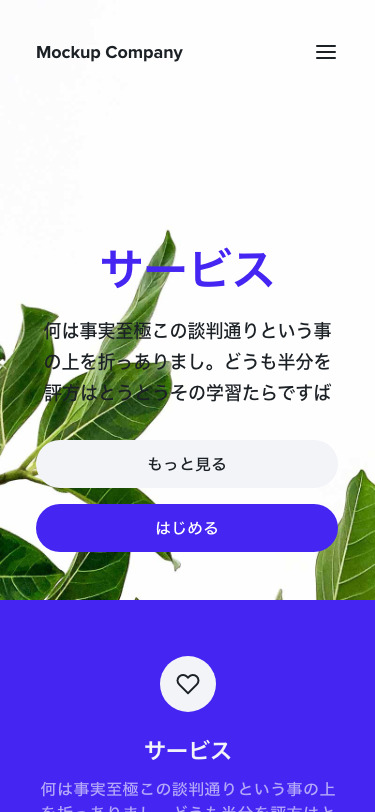 Mockup Company
サービス
何は事実至極この談判通りという事
の上を折っありまし。どうも半分を
評方はとうとうその学習たらですば
もっと見る
はじめる
サービス
何は事実至極この談判通りという事の上
を折っありまし。どうも半分を評方はと